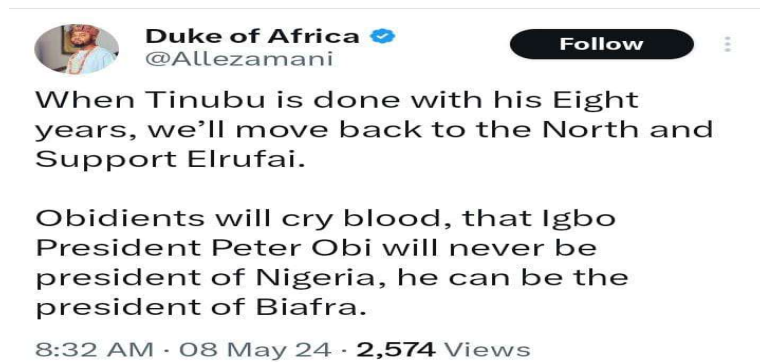 Duke of Africa
Follow
@Allezamani
When Tinubu is done with his Eight
years, we’ll move back to the North and
Support Elrufai.
Obidients will cry blood, that Igbo
President Peter Obi will never be
president of Nigeria, he can be the
president of Biafra.
8:32 AM · 08 May 24 · 2,574 Views